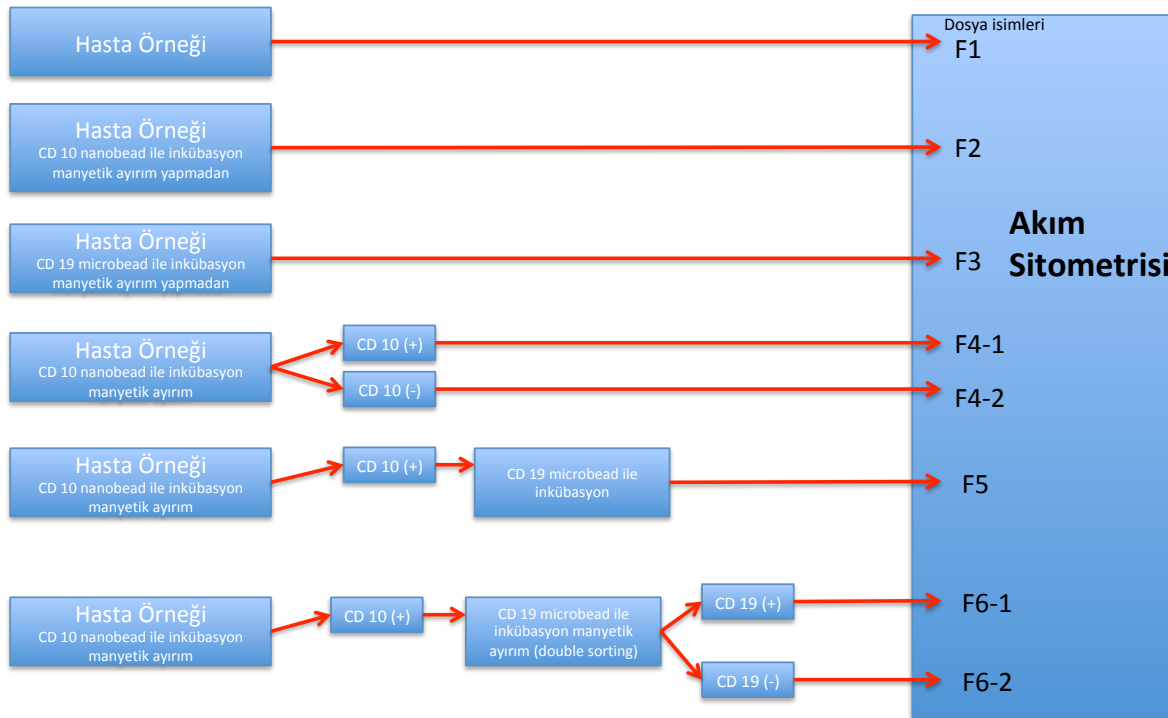 Dosya isimleri
Hasta Örneği
F1
Hasta Örneği
CD 10 nanobead ile inkübasyon
manyetik ayırım yapmadan
F2
Hasta Örneği
CD 19 microbead ile inkübasyon
manyetik ayırım yapmadan
F3
Akım
Sitometrisi
Hasta Örneği
CD 10 nanobead ile inkübasyon
manyetik ayırım
CD 10 (+)
F4-1
CD 10 (-)
F4-2
Hasta Örneği
CD 10 nanobead ile inkübasyon
manyetik ayırım
CD 10 (+)
CD 19 microbead ile
inkübasyon
F5
Hasta Örneği
CD 10 nanobead ile inkübasyon
manyetik ayırım
CD 10 (+)
CD 19 microbead ile
inkübasyon manyetik
ayırım (double sorting)
CD 19 (+)
F6-1
CD 19 (-)
F6-2